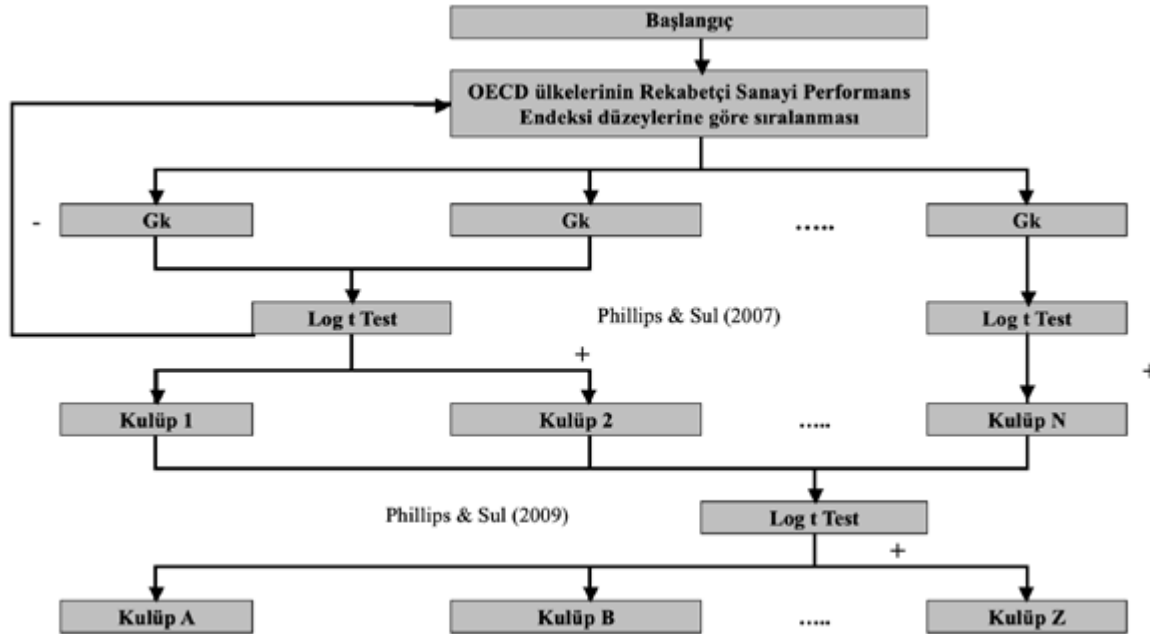 Başlangıç
OECD ülkelerinin Rekabetçi Sanayi Performans
Endeksi düzeylerine göre sıralanması
-
Gk
Gk
…..
Gk
Log t Test
Phillips & Sul (2007)
Log t Test
+
+
Kulüp 1
Kulüp 2
…..
Kulüp N
Phillips & Sul (2009)
Log t Test
+
Kulüp A
Kulüp B
…..
Kulüp Z